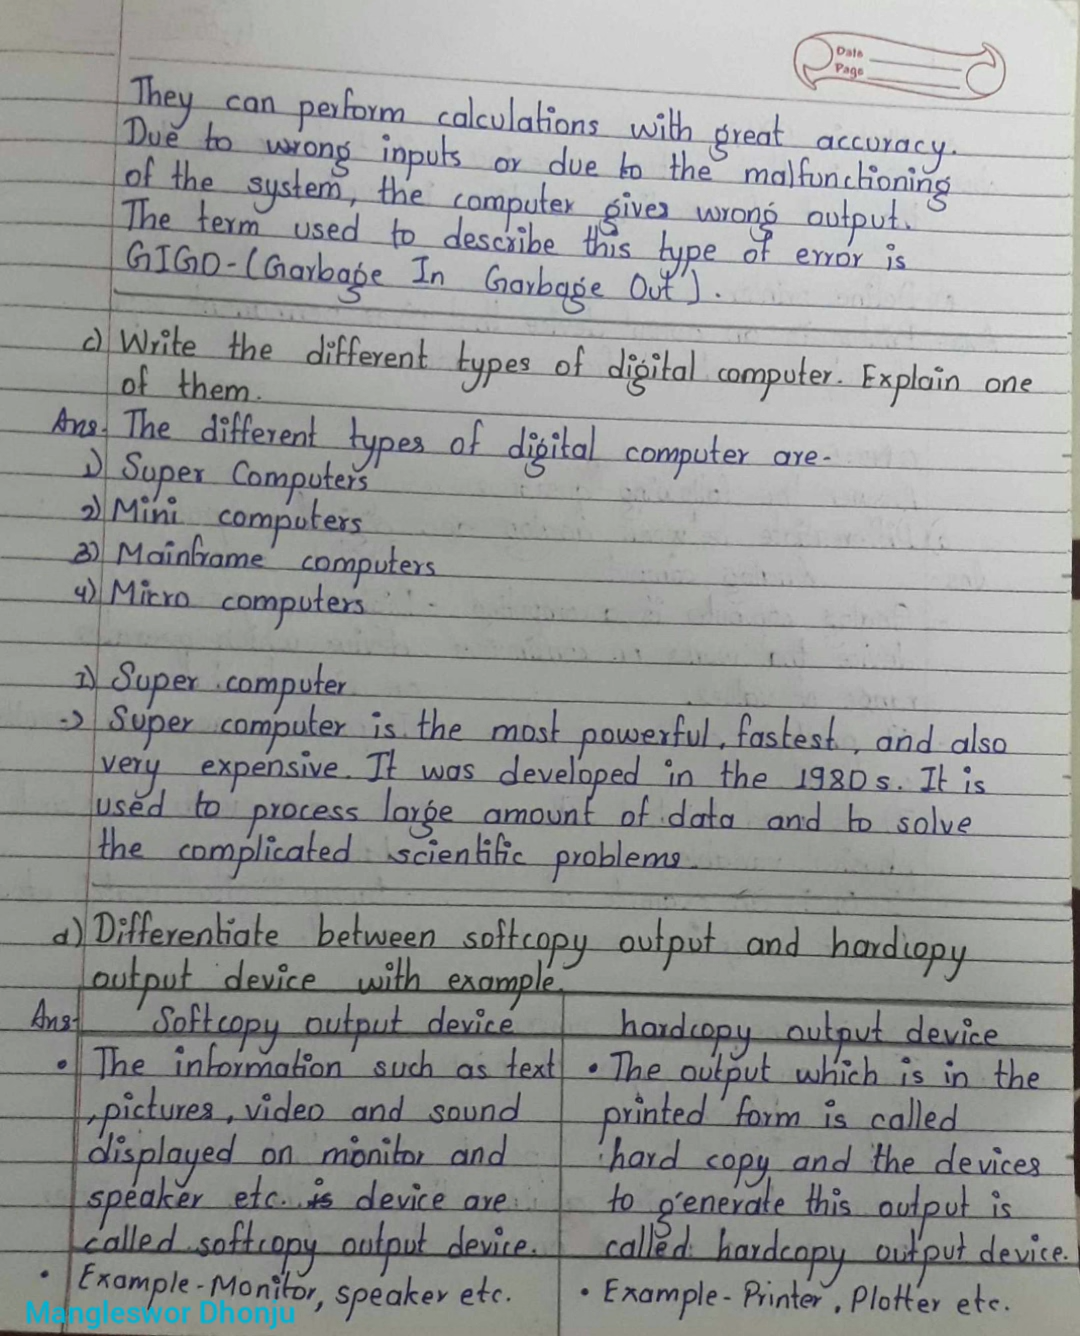 Date
Page
They can perform calculations with great accuracy.
Due to wrong inputs or due to the malfunctioning
of the system, the computer gives wrong output.
The term used to describe this type of error is
GIGO-(Garbage In Garbage Out).
c) Write the different types of digital computer. Explain one
of them.
Ans. The different types of digital computer are-
1) Super Computers
2) Mini computers
3) Mainframe computers
4) Micro computers
1) Super computer
-> Super computer is the most powerful, fastest, and also
very expensive. It was developed in the 1980s. It is
used to process large amount of data and to solve
the complicated scientific problems.
d) Differentiate between softcopy output and hardcopy
output device with example.
Ans- Softcopy output device hardcopy output device
• The information such as text • The output which is in the
,pictures, video and sound printed form is called
displayed on monitor and hard copy and the devices
speaker etc. is device are to generate this output is
called softcopy output device. called hardcopy output device.
• Example-Monitor, speaker etc. • Example- Printer, Plotter etc.
Mangleswor Dhonju